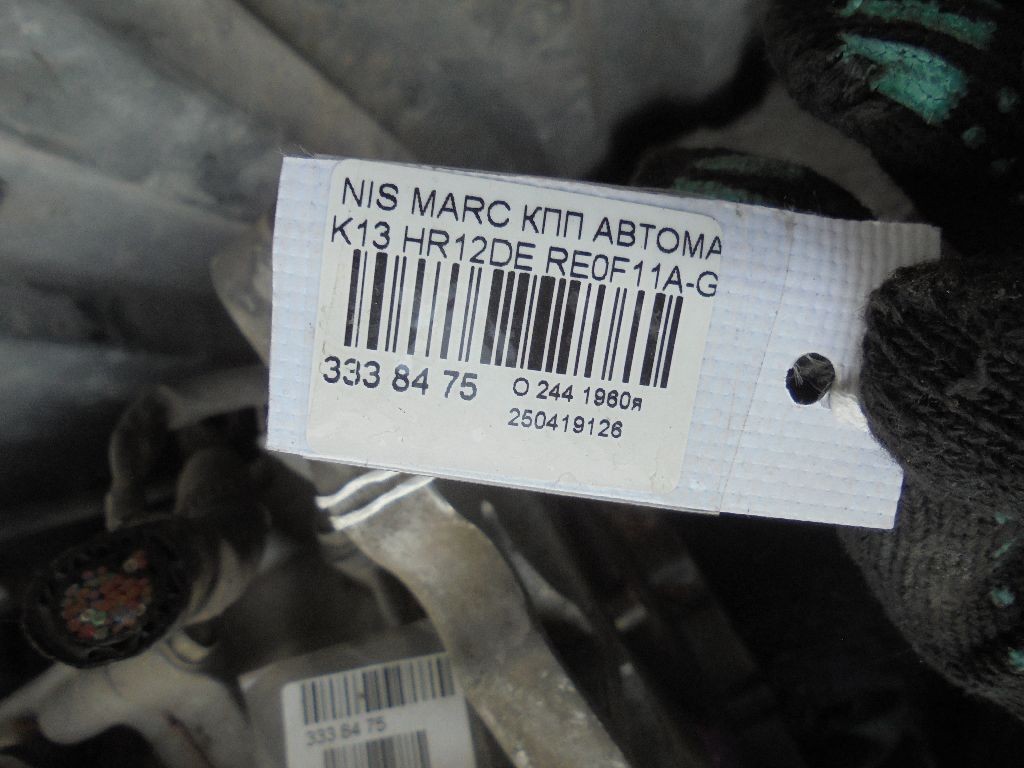 NIS MARC КПП АВТОМА
K13 HR12DE RE0F11A-G
333 84 75
О 244 1960я
250419126
333 84 75